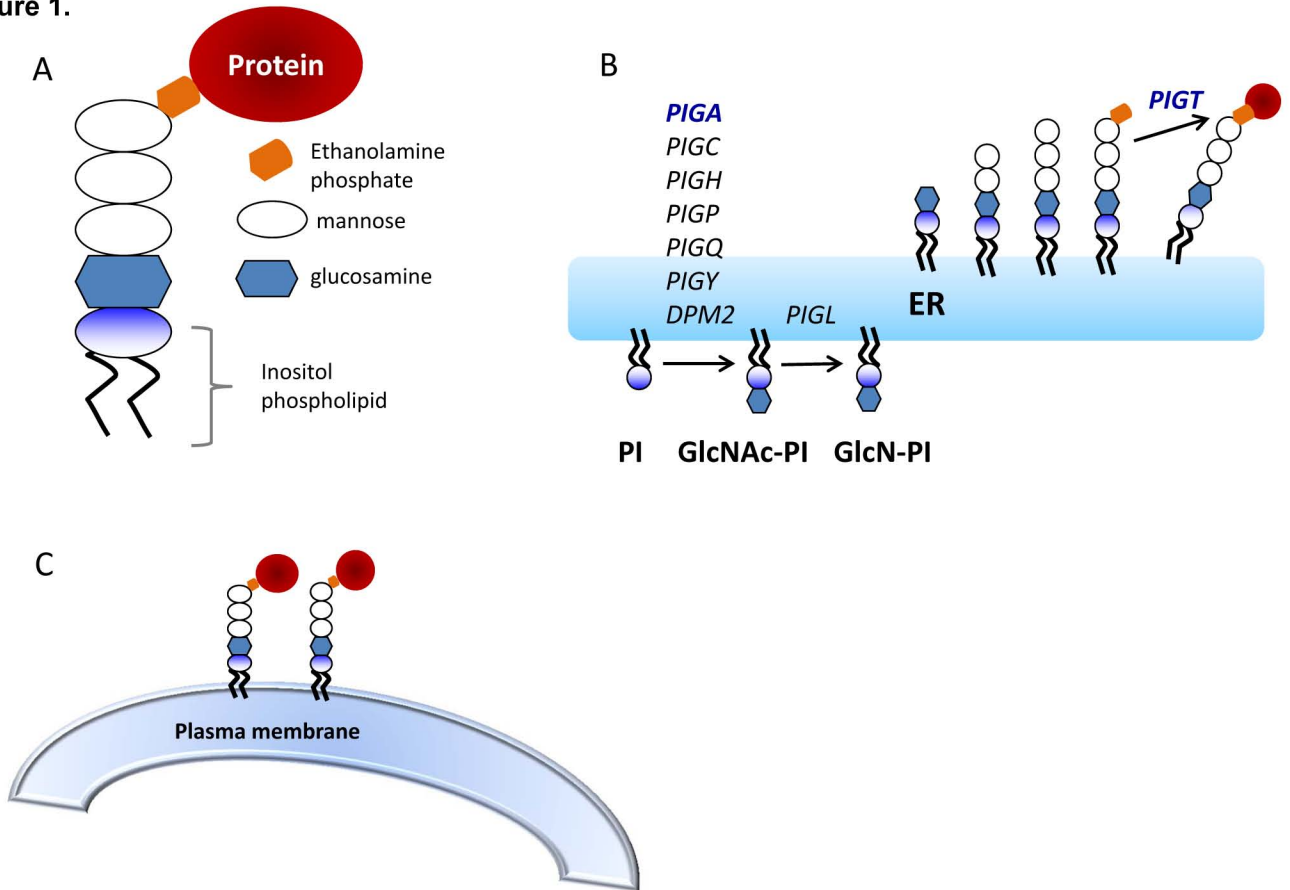 ure 1.
A
Protein
Ethanolamine
phosphate
mannose
glucosamine
Inositol
phospholipid
B
PIGA
PIGC
PIGH
PIGP
PIGQ
PIGY
DPM2
PIGL
ER
PIGT
PI
GlcNAc-PI
GlcN-PI
C
Plasma membrane